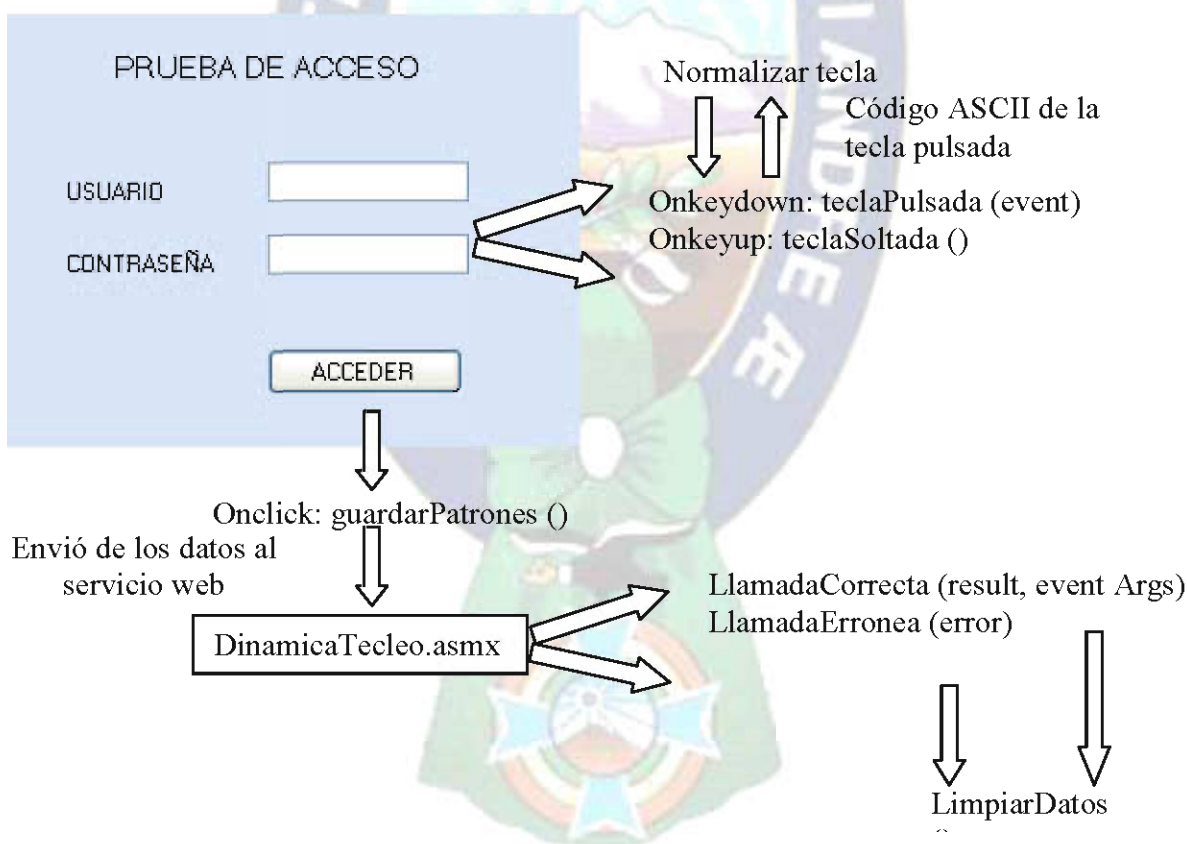 PRUEBA DE ACCESO
USUARIO
CONTRASEÑA
ACCEDER
Normalizar tecla
Código ASCII de la
tecla pulsada
Onkeydown: teclaPulsada (event)
Onkeyup: teclaSoltada ()
Onclick: guardarPatrones ()
Envió de los datos al
servicio web
DinamicaTecleo.asmx
LlamadaCorrecta (result, event Args)
LlamadaErronea (error)
LimpiarDatos
ANDREÆ